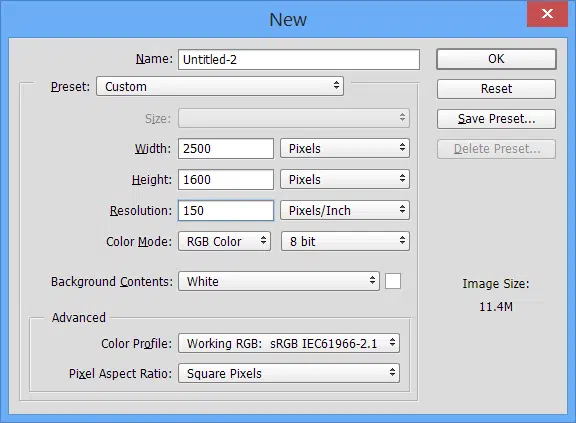 New
Name: Untitled-2
OK
Preset: Custom
Reset
Size:
Save Preset...
Width: 2500 Pixels
Delete Preset...
Height: 1600 Pixels
Resolution: 150 Pixels/Inch
Color Mode: RGB Color 8 bit
Background Contents: White
Image Size:
11.4M
Advanced
Color Profile: Working RGB: sRGB IEC61966-2.1
Pixel Aspect Ratio: Square Pixels